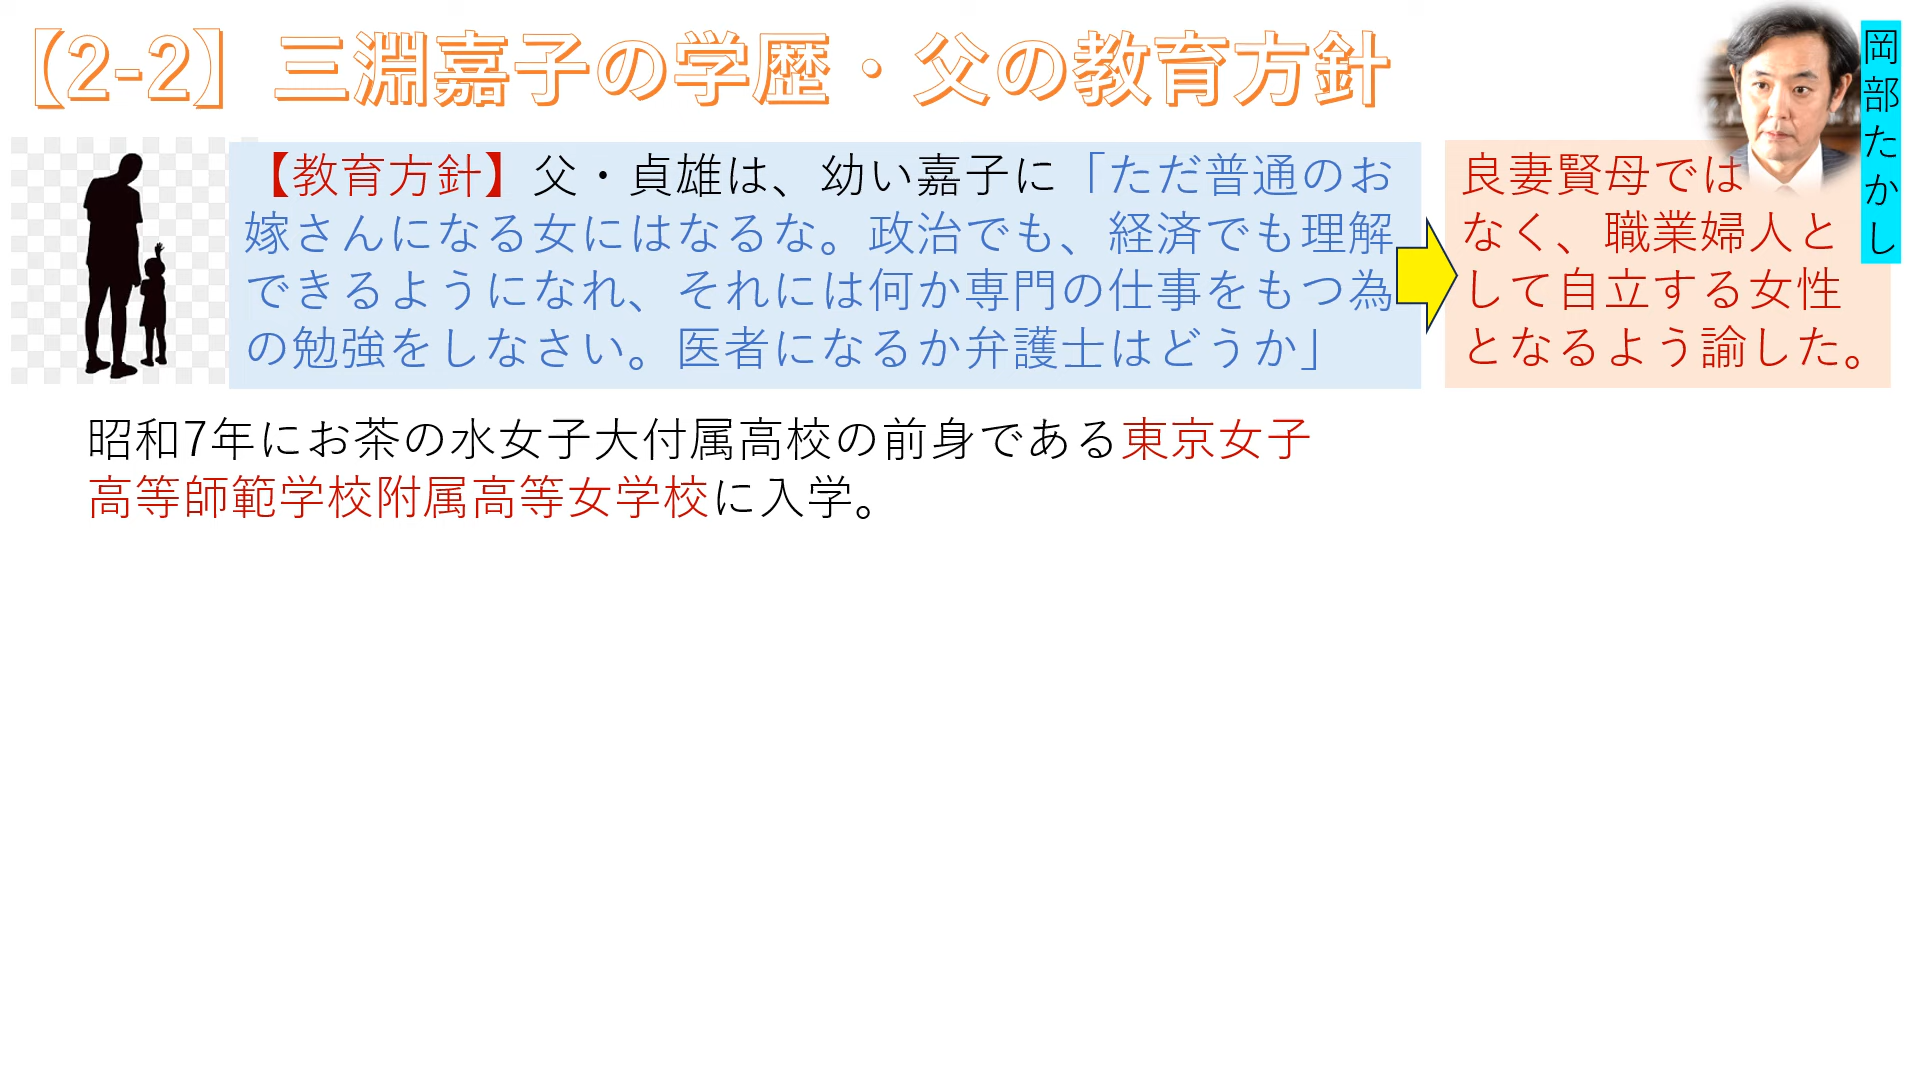 【2-2】三淵嘉子の学歴・父の教育方針
岡部たかし
【教育方針】父・貞雄は、幼い嘉子に「ただ普通のお
嫁さんになる女にはなるな。政治でも、経済でも理解
できるようになれ、それには何か専門の仕事をもつ為
の勉強をしなさい。医者になるか弁護士はどうか」
良妻賢母では
なく、職業婦人と
して自立する女性
となるよう諭した。
昭和7年にお茶の水女子大付属高校の前身である東京女子
高等師範学校附属高等女学校に入学。